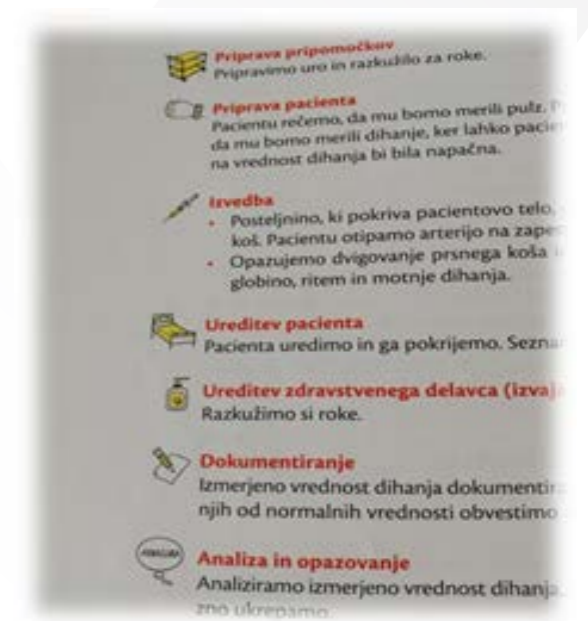 Priprava pripomočkov
Pripravimo uro in razkužilo za roke.
Priprava pacienta
Pacientu rečemo, da mu bomo merili pulz.
da mu bomo merili dihanje, ker lahko
na vrednost dihanja bi bila napačna.
Izvedba
• Posteljnino, ki pokriva pacientovo telo,
koš. Pacientu otipamo arterijo na
• Opazujemo dvigovanje prsnega koša
globino, ritem in motnje dihanja.
Ureditev pacienta
Pacienta uredimo in ga pokrijemo.
Ureditev zdravstvenega delavca
Razkužimo si roke.
Dokumentiranje
Izmerjeno vrednost dihanja
njih od normalnih vrednosti obvestimo
Analiza in opazovanje
Analiziramo izmerjeno vrednost dihanja.
zno ukrepamo.